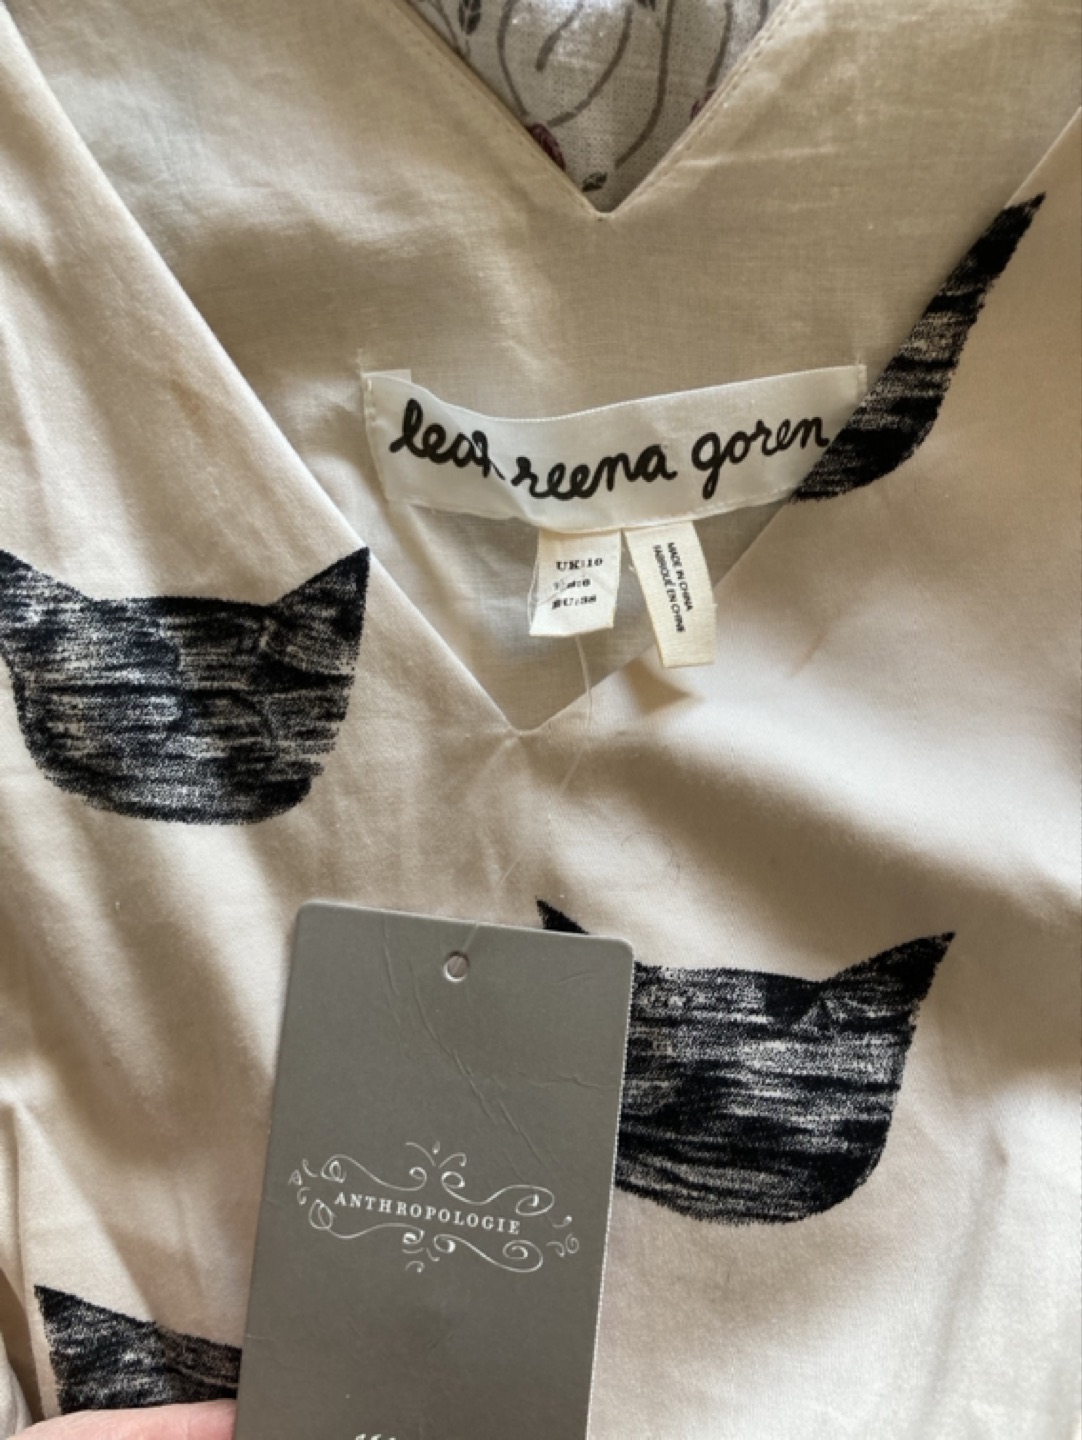 leah reena goren
UK:10
EU:38
MADE IN CHINA
FABRIQUÉ EN CHINE
ANTHROPOLOGIE